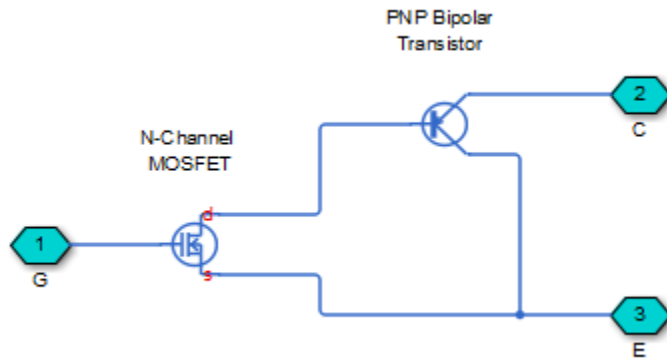 PNP Bipolar
Transistor
2
C
N-Channel
MOSFET
d
1
G
s
3
E